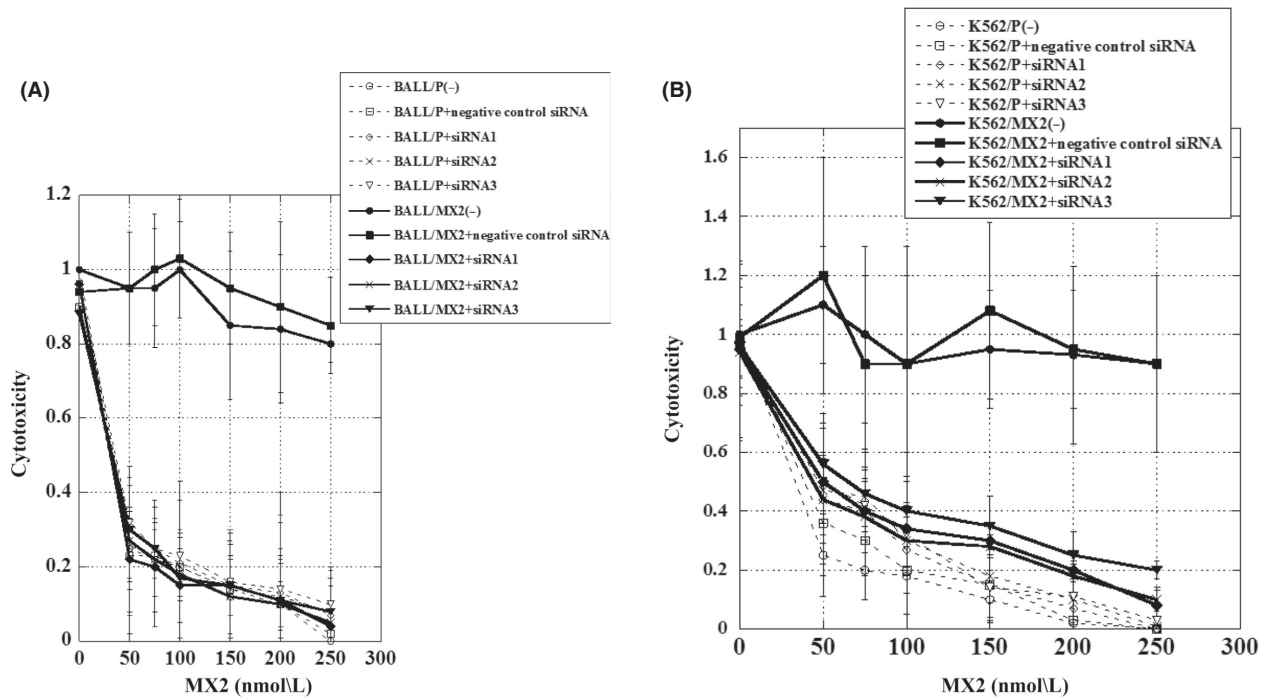 (A)
BALL/P(−)
BALL/P+negative control siRNA
BALL/P+siRNA1
BALL/P+siRNA2
BALL/P+siRNA3
BALL/MX2(−)
BALL/MX2+negative control siRNA
BALL/MX2+siRNA1
BALL/MX2+siRNA2
BALL/MX2+siRNA3
1.2
1
0.8
0.6
0.4
0.2
0
Cytotoxicity
0 50 100 150 200 250 300
MX2 (nmol\L)
(B)
K562/P(−)
K562/P+negative control siRNA
K562/P+siRNA1
K562/P+siRNA2
K562/P+siRNA3
K562/MX2(−)
K562/MX2+negative control siRNA
K562/MX2+siRNA1
K562/MX2+siRNA2
K562/MX2+siRNA3
1.6
1.4
1.2
1
0.8
0.6
0.4
0.2
0
Cytotoxicity
0 50 100 150 200 250 300
MX2 (nmol\L)